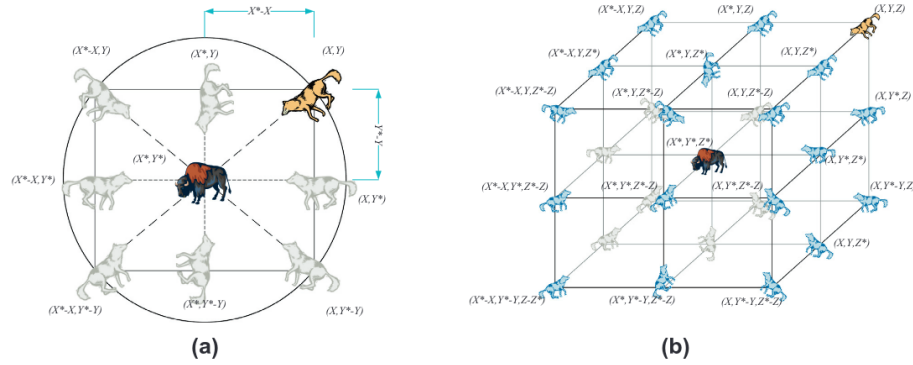 X*-X
(X*-X,Y)
(X*,Y)
(X,Y)
Y*-Y
(X*,Y*)
(X*-X,Y*)
(X,Y*)
(X*-X,Y*-Y)
(X*,Y*-Y)
(X,Y*-Y)
(a)
(X*-X,Y,Z)
(X*,Y,Z)
(X,Y,Z)
(X*-X,Y,Z*)
(X*,Y,Z*)
(X,Y,Z*)
(X*-X,Y,Z*-Z)
(X*,Y,Z*-Z)
(X,Y,Z*-Z)
(X,Y*,Z)
(X*,Y*,Z*)
(X,Y*,Z*)
(X*-X,Y*,Z*-Z)
(X*,Y*,Z*-Z)
(X,Y*,Z*-Z)
(X,Y*-Y,Z)
(X,Y,Z*)
(X*-X,Y*-Y,Z-Z*)
(X*,Y*-Y,Z*-Z)
(X,Y*-Y,Z*-Z)
(b)